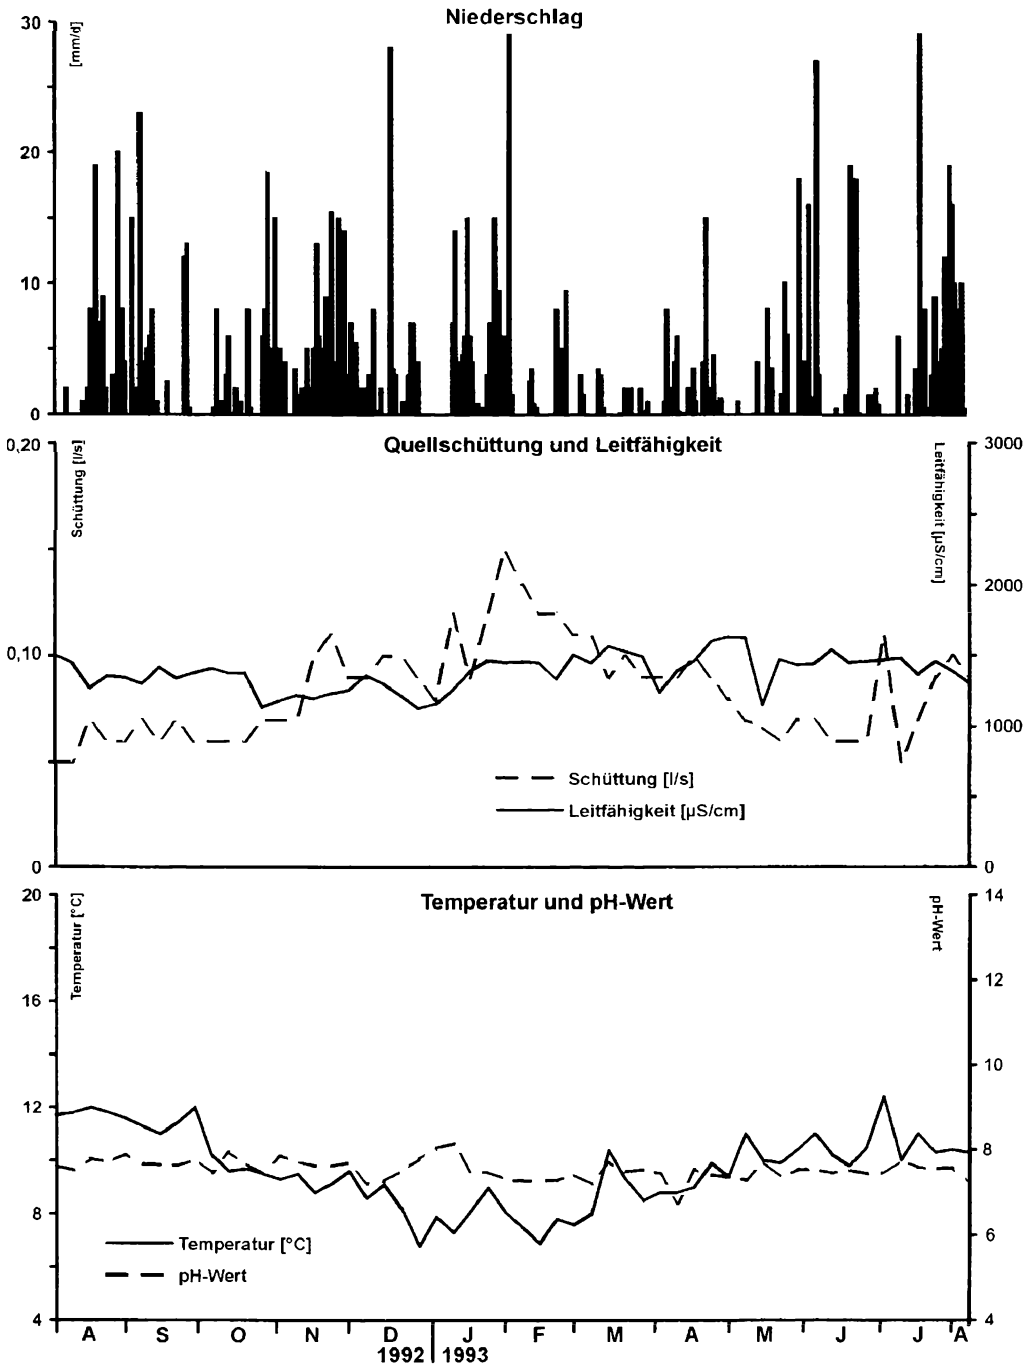 Niederschlag
[mm/d]
30
20
10
0
Quellschüttung und Leitfähigkeit
Schüttung [l/s]
Leitfähigkeit [µS/cm]
0,20
0,10
0
3000
2000
1000
0
Schüttung [l/s]
Leitfähigkeit [µS/cm]
Temperatur und pH-Wert
Temperatur [°C]
pH-Wert
20
16
12
8
4
14
12
10
8
6
4
Temperatur [°C]
pH-Wert
A S O N D J F M A M J J A
1992 1993